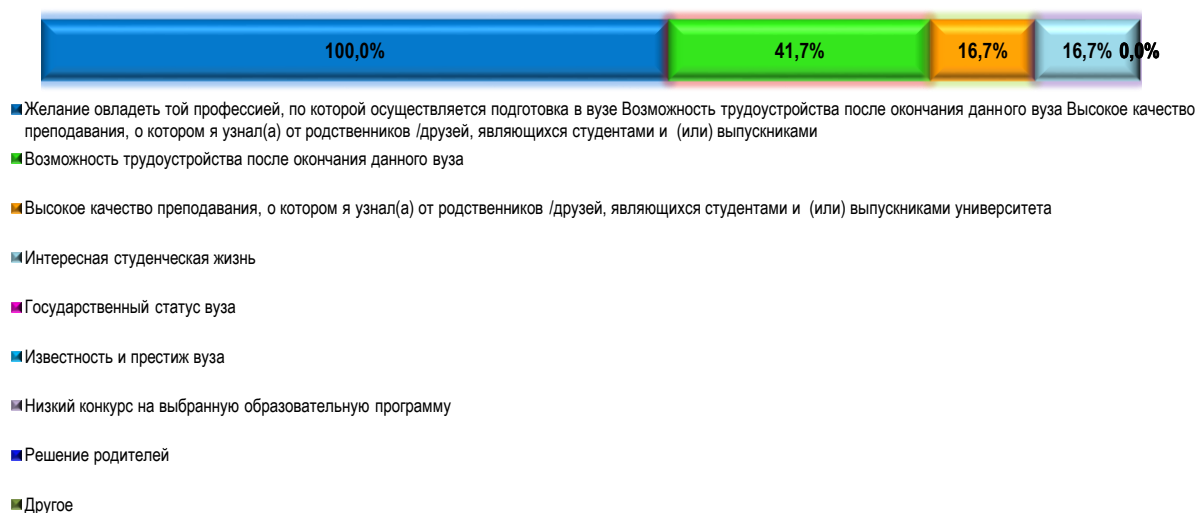 100,0% 41,7% 16,7% 16,7% 0,0%
Желание овладеть той профессией, по которой осуществляется подготовка в вузе Возможность трудоустройства после окончания данного вуза Высокое качество
преподавания, о котором я узнал(а) от родственников /друзей, являющихся студентами и (или) выпускниками
Возможность трудоустройства после окончания данного вуза
Высокое качество преподавания, о котором я узнал(а) от родственников /друзей, являющихся студентами и (или) выпускниками университета
Интересная студенческая жизнь
Государственный статус вуза
Известность и престиж вуза
Низкий конкурс на выбранную образовательную программу
Решение родителей
Другое